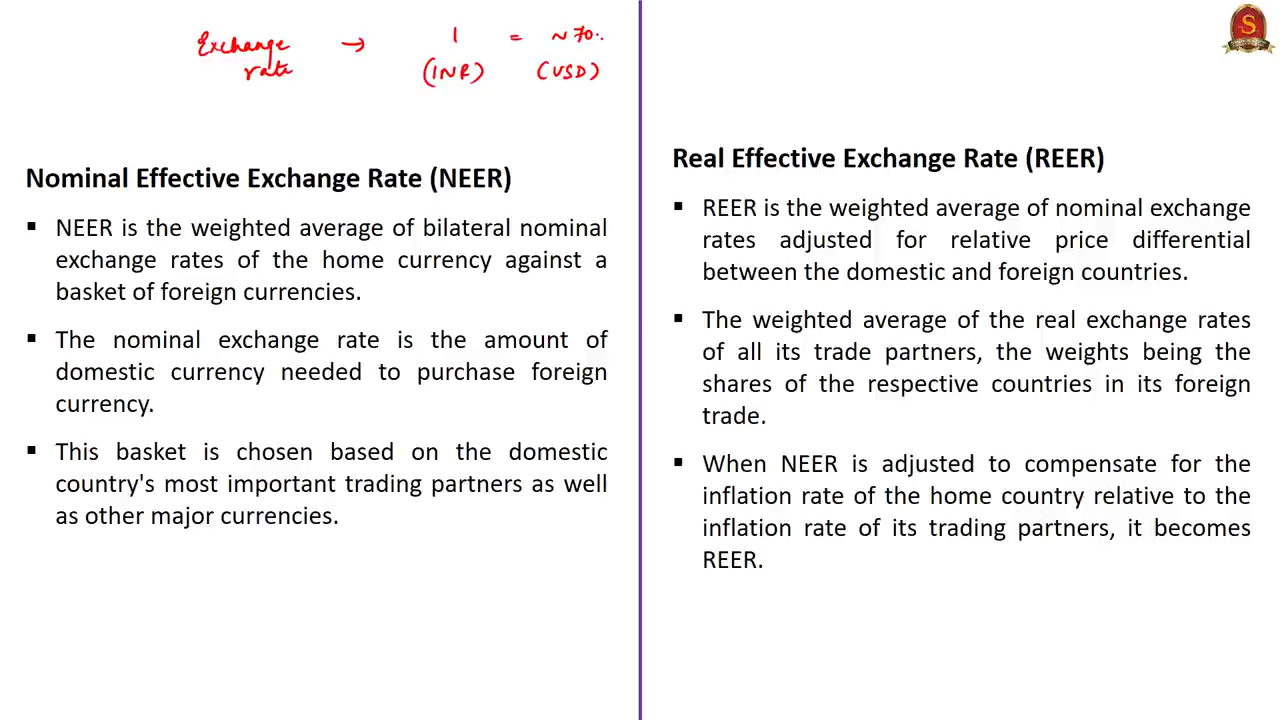 Exchange → 1 = ~70..
rate (INR) (USD)
S
Nominal Effective Exchange Rate (NEER)
▪ NEER is the weighted average of bilateral nominal
exchange rates of the home currency against a
basket of foreign currencies.
▪ The nominal exchange rate is the amount of
domestic currency needed to purchase foreign
currency.
▪ This basket is chosen based on the domestic
country's most important trading partners as well
as other major currencies.
Real Effective Exchange Rate (REER)
▪ REER is the weighted average of nominal exchange
rates adjusted for relative price differential
between the domestic and foreign countries.
▪ The weighted average of the real exchange rates
of all its trade partners, the weights being the
shares of the respective countries in its foreign
trade.
▪ When NEER is adjusted to compensate for the
inflation rate of the home country relative to the
inflation rate of its trading partners, it becomes
REER.